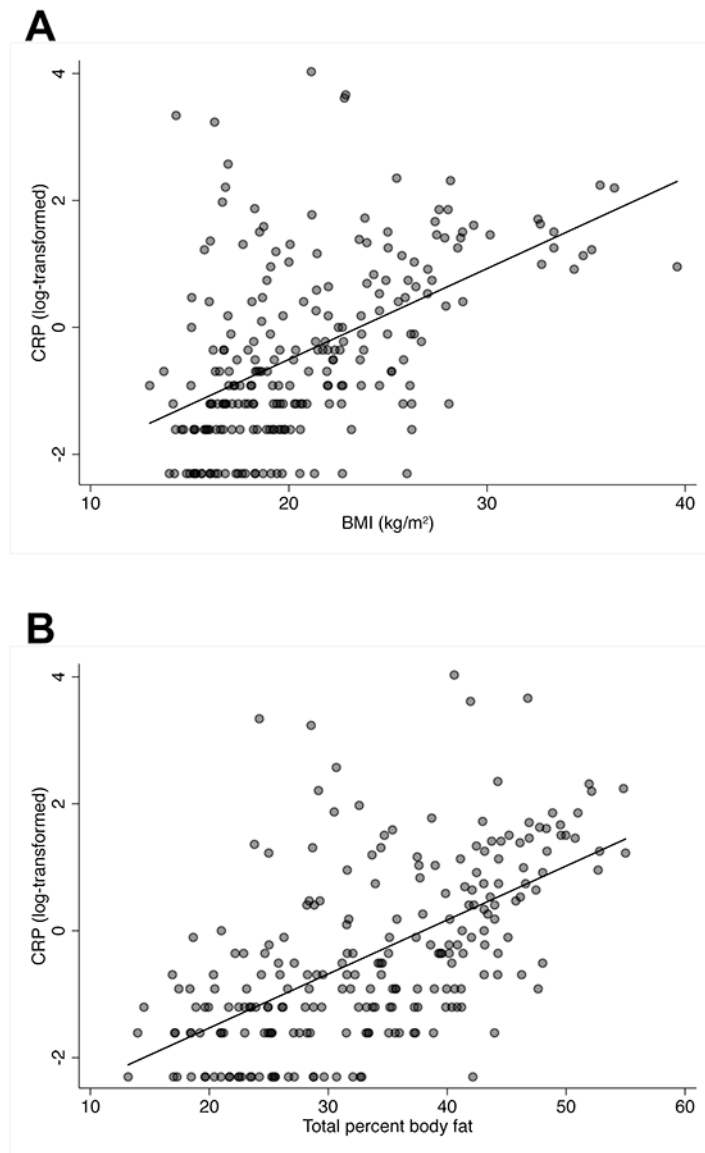 A
4
2
0
-2
CRP (log-transformed)
10 20 30 40
BMI (kg/m²)
B
4
2
0
-2
CRP (log-transformed)
10 20 30 40 50 60
Total percent body fat